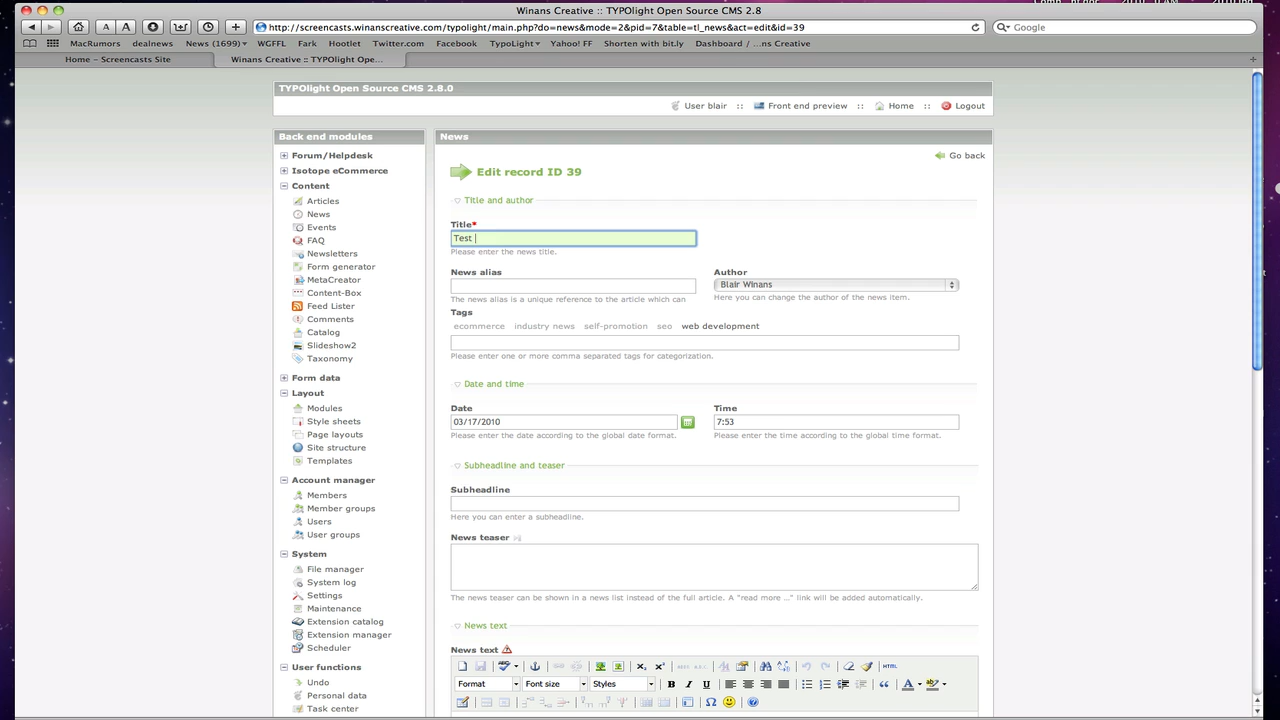 Winans Creative :: TYPOlight Open Source CMS 2.8
http://screencasts.winanscreative.com/typolight/main.php?do=news&mode=2&pid=7&table=tl_news&act=edit&id=39
Google
MacRumors dealnews News (1699) WGFFL Fark Hootlet Twitter.com Facebook TypoLight Yahoo! FF Shorten with bit.ly Dashboard / ...ns Creative
Home – Screencasts Site
Winans Creative :: TYPOlight Ope...
TYPOlight Open Source CMS 2.8.0
User blair :: Front end preview :: Home :: Logout
Back end modules
Forum/Helpdesk
Isotope eCommerce
Content
Articles
News
Events
FAQ
Newsletters
Form generator
MetaCreator
Content-Box
Feed Lister
Comments
Catalog
Slideshow2
Taxonomy
Form data
Layout
Modules
Style sheets
Page layouts
Site structure
Templates
Account manager
Members
Member groups
Users
User groups
System
File manager
System log
Settings
Maintenance
Extension catalog
Extension manager
Scheduler
User functions
Undo
Personal data
Task center
News
Go back
Edit record ID 39
Title and author
Title*
Test
Please enter the news title.
News alias
The news alias is a unique reference to the article which can
Author
Blair Winans
Here you can change the author of the news item.
Tags
ecommerce industry news self-promotion seo web development
Please enter one or more comma separated tags for categorization.
Date and time
Date
03/17/2010
Please enter the date according to the global date format.
Time
7:53
Please enter the time according to the global time format.
Subheadline and teaser
Subheadline
Here you can enter a subheadline.
News teaser
The news teaser can be shown in a news list instead of the full article. A "read more ..." link will be added automatically.
News text
News text
HTML
Format Font size Styles B I U